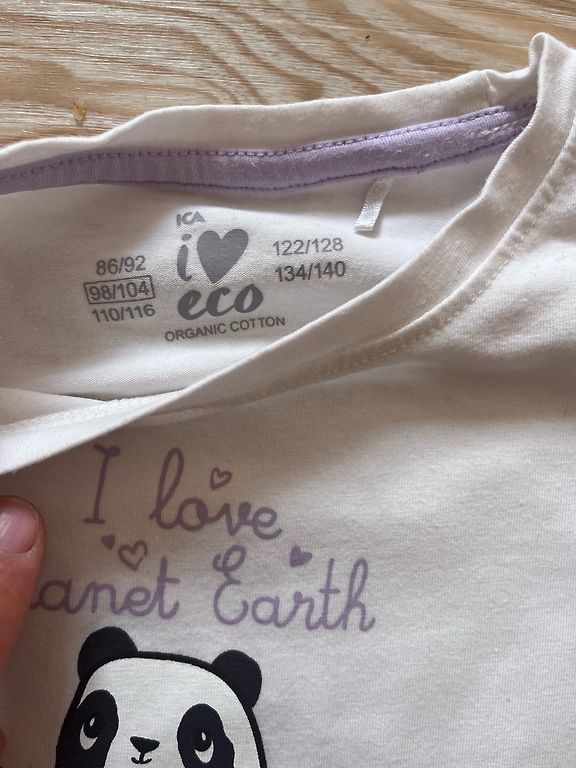 ICA
i
eco
ORGANIC COTTON
86/92
98/104
110/116
122/128
134/140
I love
anet Earth